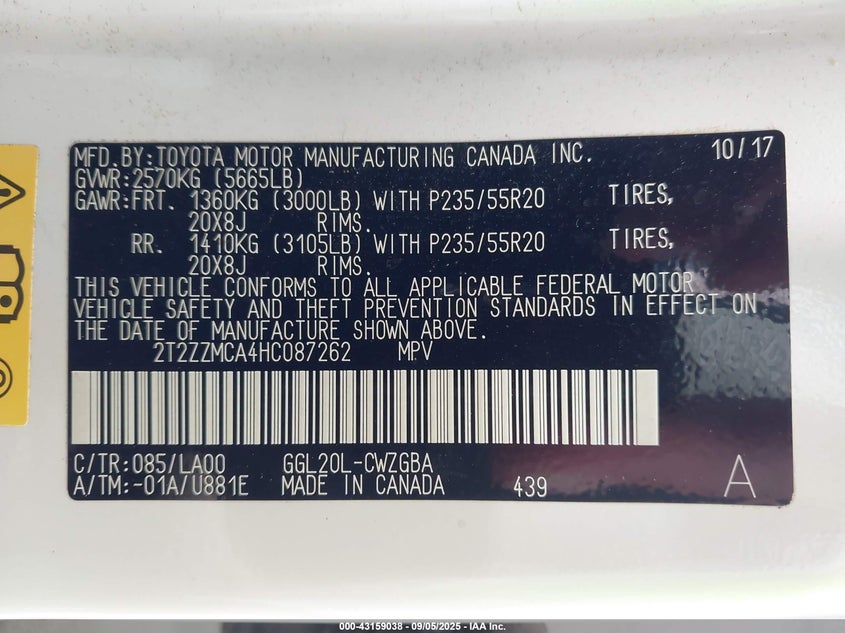 MFD.BY:TOYOTA MOTOR MANUFACTURING CANADA INC. 10/17
GVWR:2570KG (5665LB)
GAWR:FRT. 1360KG (3000LB) WITH P235/55R20 TIRES,
20X8J RIMS.
RR. 1410KG (3105LB) WITH P235/55R20 TIRES,
20X8J RIMS.
THIS VEHICLE CONFORMS TO ALL APPLICABLE FEDERAL MOTOR
VEHICLE SAFETY AND THEFT PREVENTION STANDARDS IN EFFECT ON
THE DATE OF MANUFACTURE SHOWN ABOVE.
2T2ZZMCA4HC087262 MPV
C/TR:085/LA00 GGL20L-CWZGBA
A/TM:-01A/U881E MADE IN CANADA 439 A
000-43159038 - 09/05/2025 - IAA Inc.